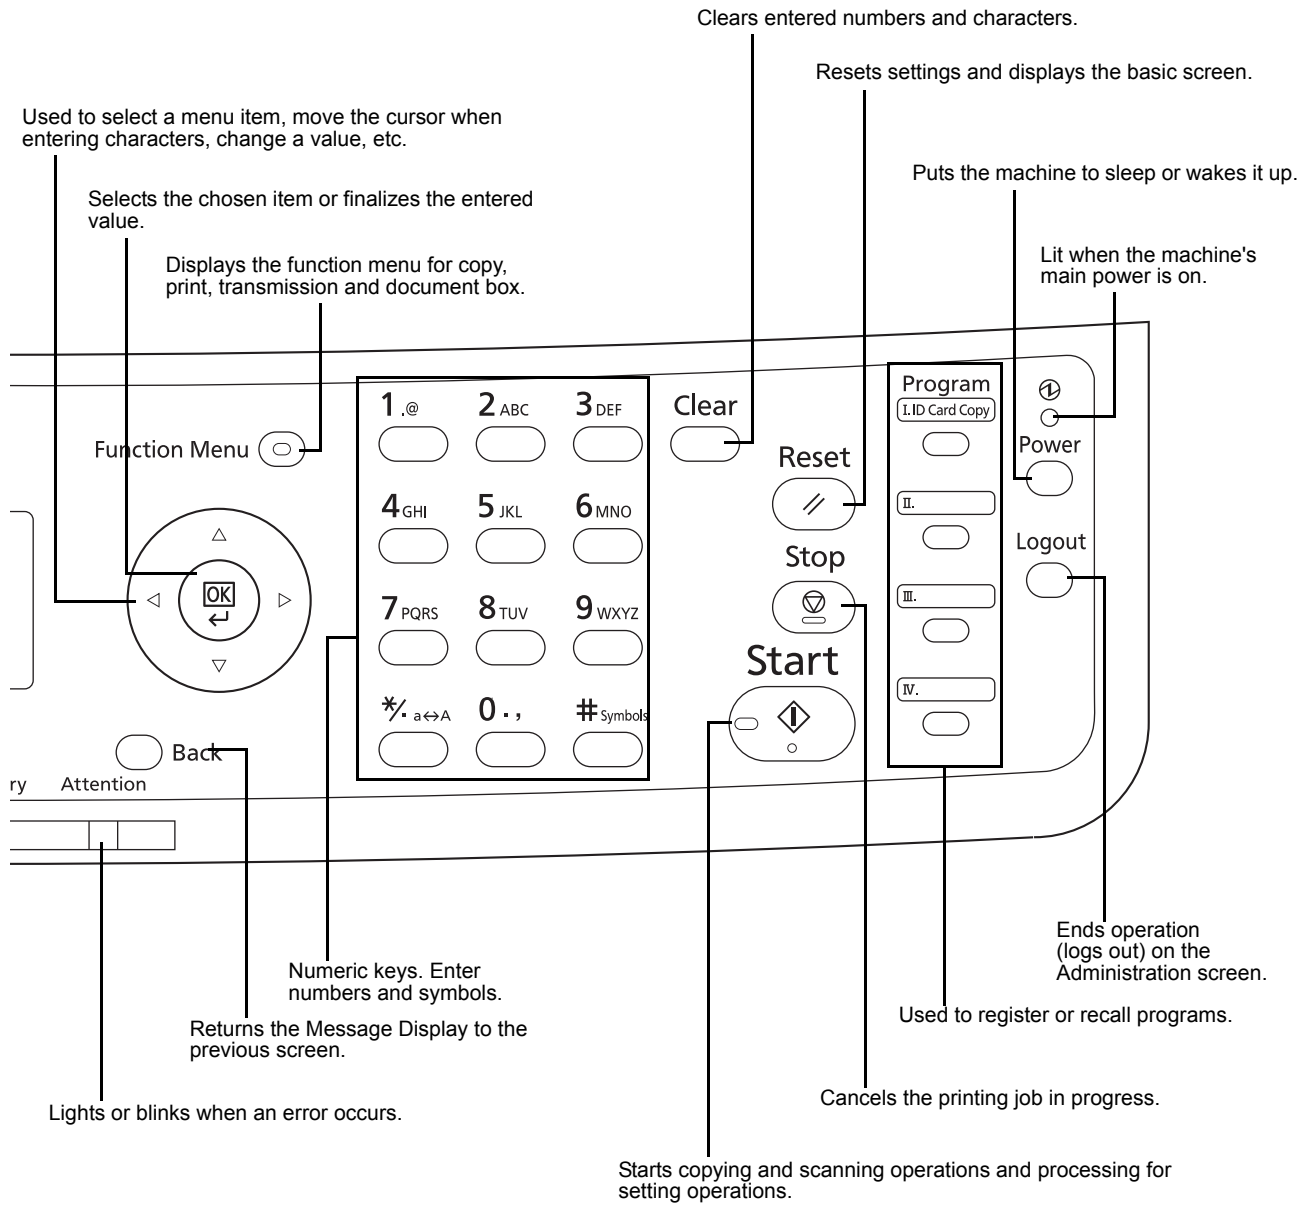 Clears entered numbers and characters.
Resets settings and displays the basic screen.
Used to select a menu item, move the cursor when
entering characters, change a value, etc.
Puts the machine to sleep or wakes it up.
Selects the chosen item or finalizes the entered
value.
Lit when the machine's
main power is on.
Displays the function menu for copy,
print, transmission and document box.
Function Menu
1 .@
2 ABC
3 DEF
4 GHI
5 JKL
6 MNO
7 PQRS
8 TUV
9 WXYZ
*/. a↔A
0 . ,
# Symbols
Clear
Reset
Stop
Start
Program
I. ID Card Copy
II.
III.
IV.
Power
Logout
OK
Back
ry
Attention
Ends operation
(logs out) on the
Administration screen.
Numeric keys. Enter
numbers and symbols.
Used to register or recall programs.
Returns the Message Display to the
previous screen.
Cancels the printing job in progress.
Lights or blinks when an error occurs.
Starts copying and scanning operations and processing for
setting operations.